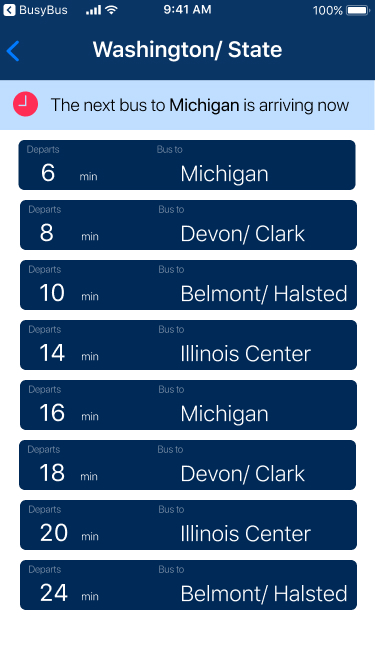 BusyBus 9:41 AM 100%
Washington/ State
The next bus to Michigan is arriving now
Departs Bus to
6 min Michigan
Departs Bus to
8 min Devon/ Clark
Departs Bus to
10 min Belmont/ Halsted
Departs Bus to
14 min Illinois Center
Departs Bus to
16 min Michigan
Departs Bus to
18 min Devon/ Clark
Departs Bus to
20 min Illinois Center
Departs Bus to
24 min Belmont/ Halsted